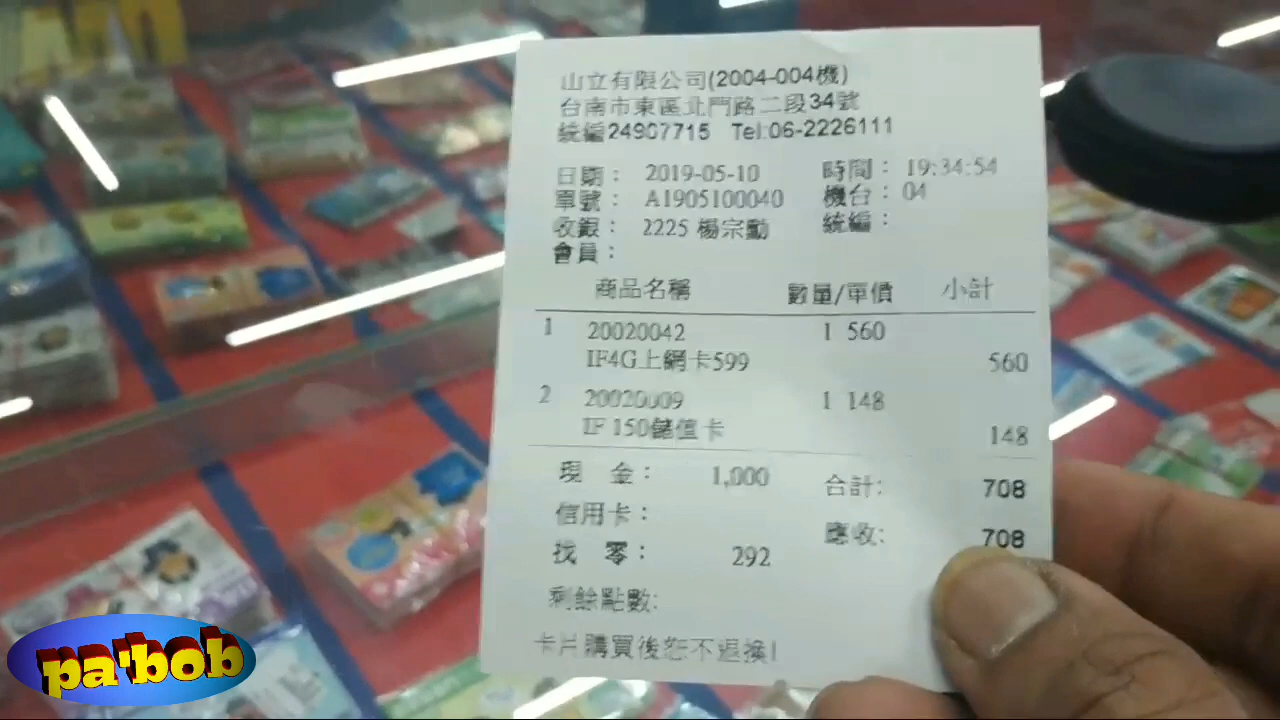 山立有限公司(2004-004機)
台南市東區北門路二段34號
統編24907715 Tel:06-2226111
日期： 2019-05-10 時間： 19:34:54
單號： A1905100040 機台： 04
收銀： 2225 楊宗勳 統編：
會員：
商品名稱 數量/單價 小計
1 20020042 1 560
IF4G上網卡599 560
2 20020009 1 148
IF 150儲值卡 148
現 金： 1,000 合計: 708
信用卡： 應收: 708
找 零： 292
剩餘點數:
卡片購買後恕不退換!
pa'bob